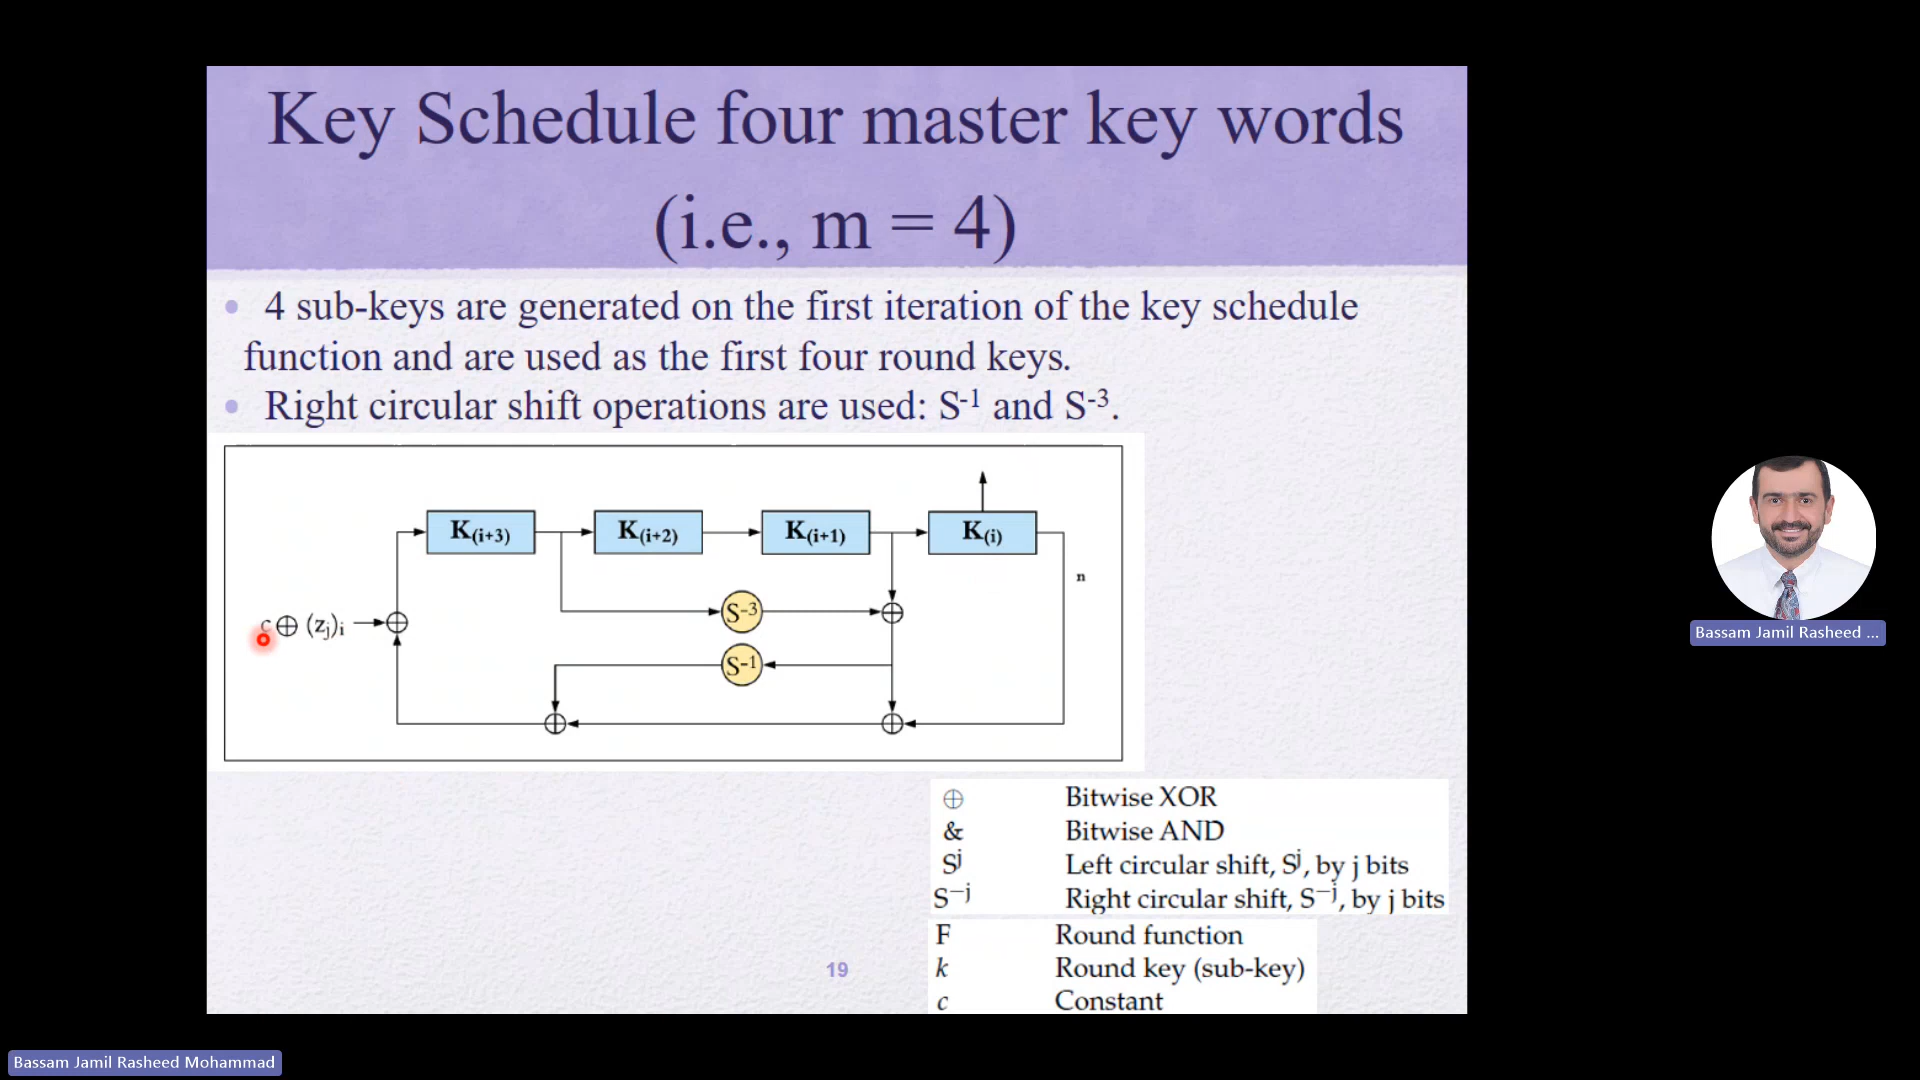 Key Schedule four master key words
(i.e., m = 4)
• 4 sub-keys are generated on the first iteration of the key schedule
function and are used as the first four round keys.
• Right circular shift operations are used: S⁻¹ and S⁻³.
K(i+3) K(i+2) K(i+1) K(i)
n
S⁻³
c ⊕ (zj)i
S⁻¹
⊕ Bitwise XOR
& Bitwise AND
Sʲ Left circular shift, Sʲ, by j bits
S⁻ʲ Right circular shift, S⁻ʲ, by j bits
F Round function
k Round key (sub-key)
c Constant
19
Bassam Jamil Rasheed ...
Bassam Jamil Rasheed Mohammad